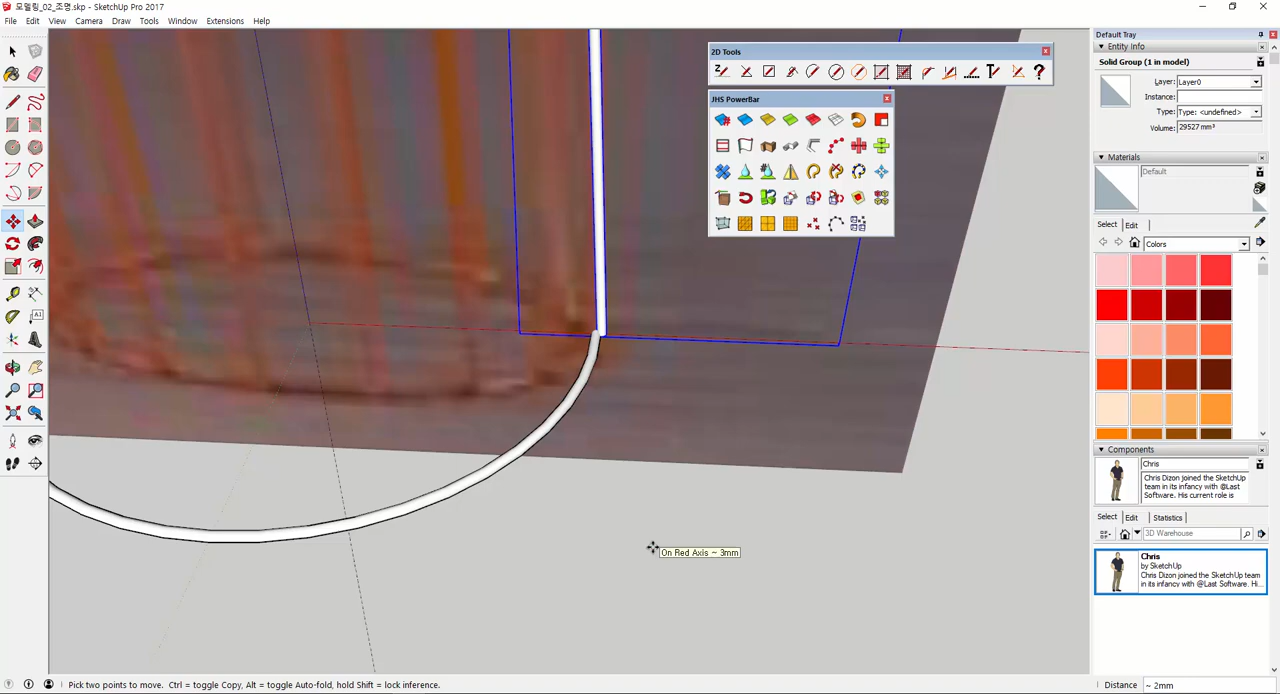 모델링_02_조명.skp - SketchUp Pro 2017
File Edit View Camera Draw Tools Window Extensions Help
2D Tools
JHS PowerBar
Default Tray
Entity Info
Solid Group (1 in model)
Layer: Layer0
Instance:
Type: Type: <undefined>
Volume: 29527 mm³
Materials
Default
Select Edit
Colors
Components
Chris
Chris Dizon joined the SketchUp
team in its infancy with @Last
Software. His current role is
Select Edit Statistics
3D Warehouse
Chris
by SketchUp
Chris Dizon joined the SketchUp team
in its infancy with @Last Software. Hi...
On Red Axis ~ 3mm
Pick two points to move. Ctrl = toggle Copy, Alt = toggle Auto-fold, hold Shift = lock inference.
Distance ~ 2mm